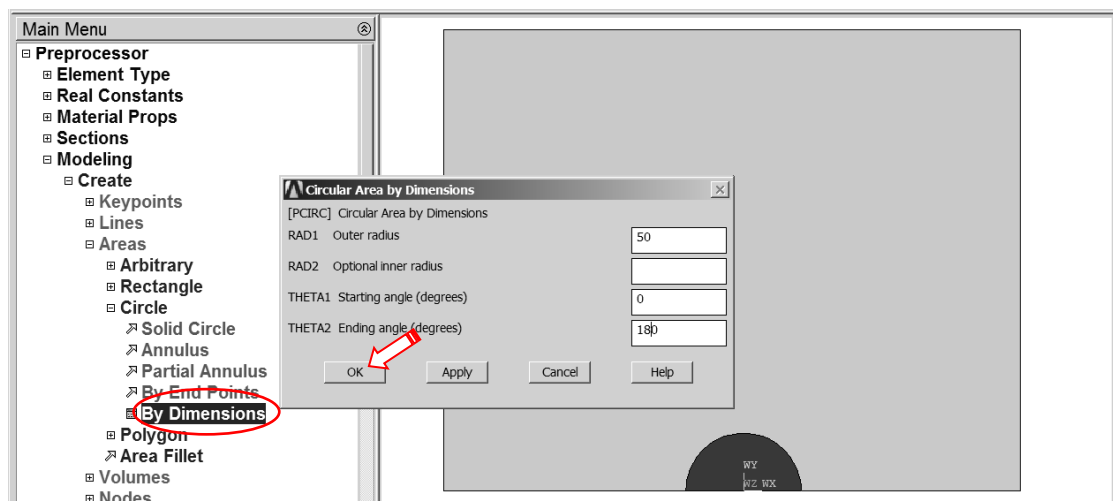 Main Menu
Preprocessor
Element Type
Real Constants
Material Props
Sections
Modeling
Create
Keypoints
Lines
Areas
Arbitrary
Rectangle
Circle
Solid Circle
Annulus
Partial Annulus
By End Points
By Dimensions
Polygon
Area Fillet
Volumes
Nodes
Circular Area by Dimensions
[PCIRC] Circular Area by Dimensions
RAD1 Outer radius 50
RAD2 Optional inner radius
THETA1 Starting angle (degrees) 0
THETA2 Ending angle (degrees) 180
OK Apply Cancel Help
WY
WZ WX